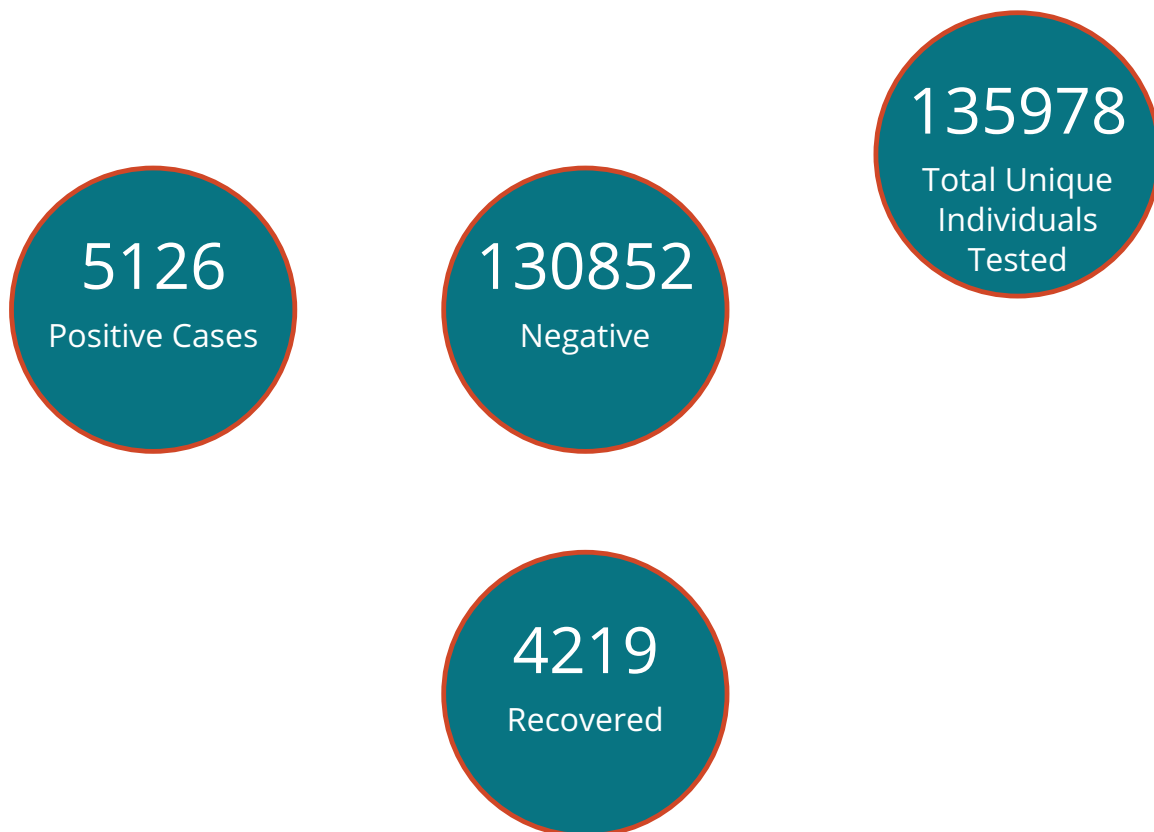 135978
Total Unique
Individuals
Tested
5126
Positive Cases
130852
Negative
4219
Recovered